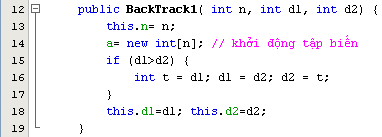 12 public BackTrack1( int n, int d1, int d2) {
13 this.n= n;
14 a= new int[n]; // khởi động tập biến
15 if (d1>d2) {
16 int t = d1; d1 = d2; d2 = t;
17 }
18 this.d1=d1; this.d2=d2;
19 }